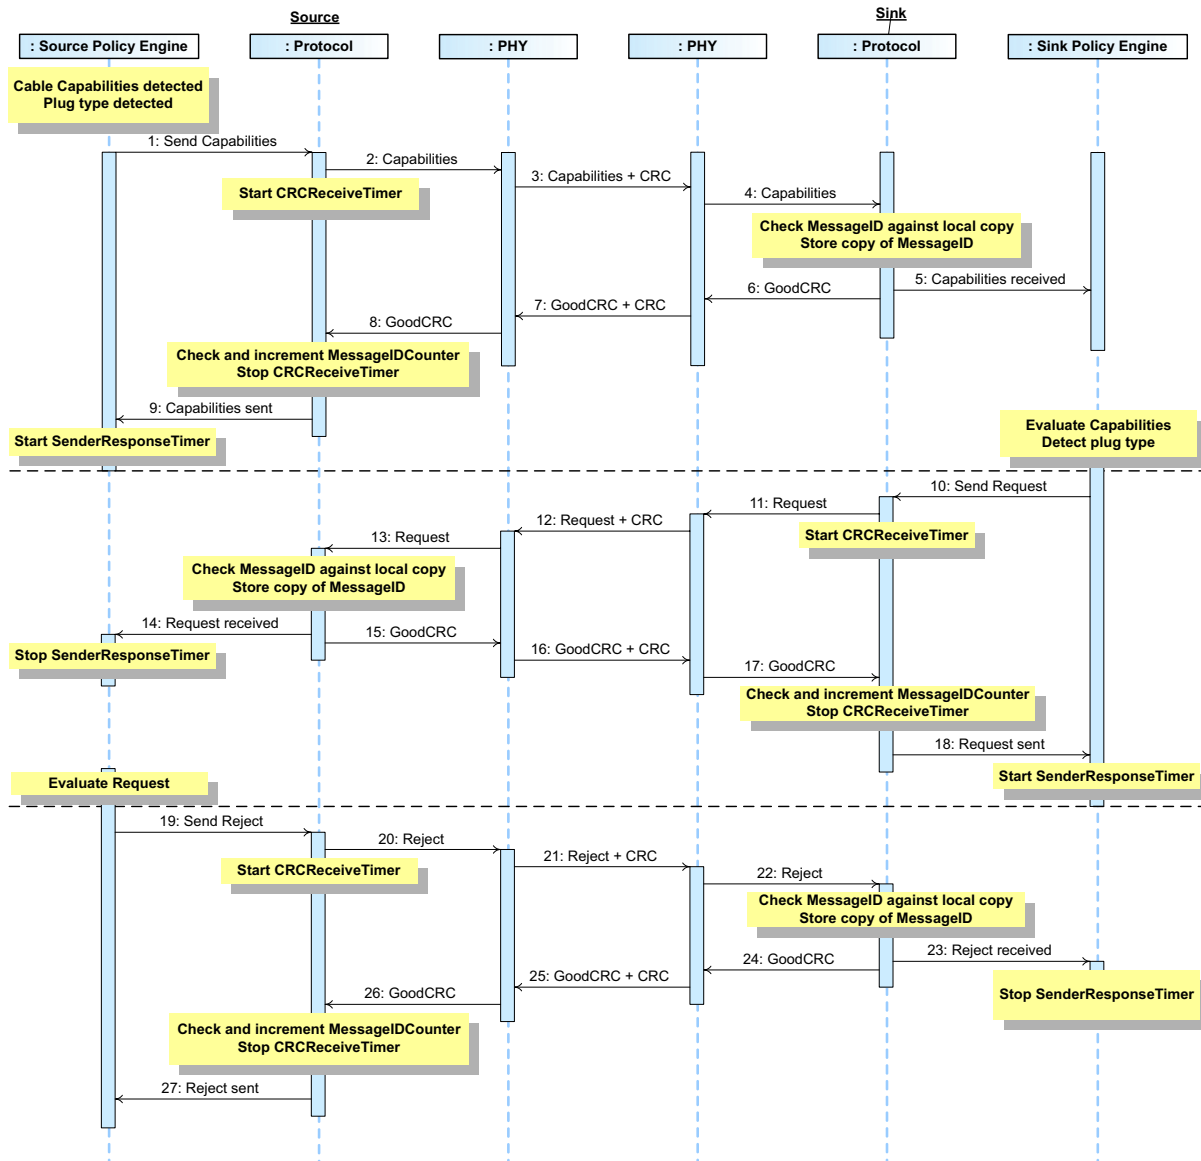 Source
Sink
: Source Policy Engine
: Protocol
: PHY
: PHY
: Protocol
: Sink Policy Engine
Cable Capabilities detected
Plug type detected
1: Send Capabilities
2: Capabilities
3: Capabilities + CRC
Start CRCReceiveTimer
4: Capabilities
Check MessageID against local copy
Store copy of MessageID
5: Capabilities received
6: GoodCRC
7: GoodCRC + CRC
8: GoodCRC
Check and increment MessageIDCounter
Stop CRCReceiveTimer
9: Capabilities sent
Start SenderResponseTimer
Evaluate Capabilities
Detect plug type
10: Send Request
11: Request
12: Request + CRC
Start CRCReceiveTimer
13: Request
Check MessageID against local copy
Store copy of MessageID
14: Request received
15: GoodCRC
Stop SenderResponseTimer
16: GoodCRC + CRC
17: GoodCRC
Check and increment MessageIDCounter
Stop CRCReceiveTimer
18: Request sent
Evaluate Request
Start SenderResponseTimer
19: Send Reject
20: Reject
21: Reject + CRC
Start CRCReceiveTimer
22: Reject
Check MessageID against local copy
Store copy of MessageID
23: Reject received
24: GoodCRC
25: GoodCRC + CRC
26: GoodCRC
Stop SenderResponseTimer
Check and increment MessageIDCounter
Stop CRCReceiveTimer
27: Reject sent